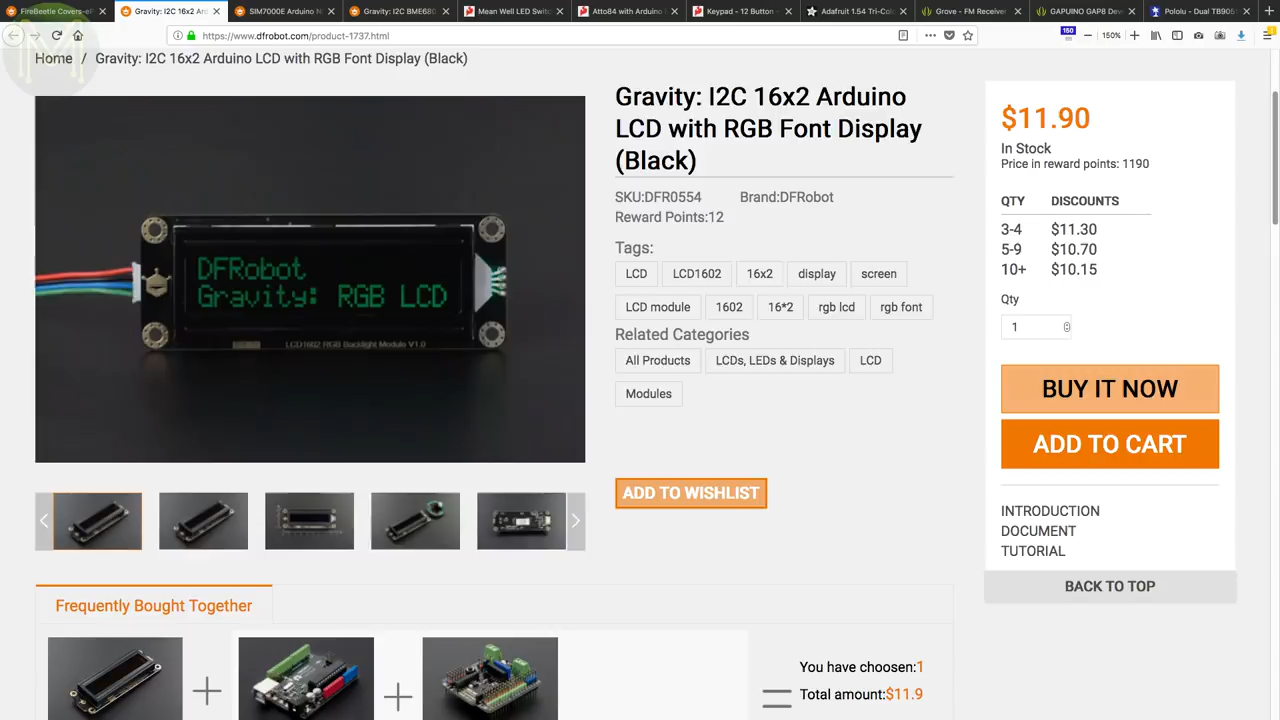 FireBeetle Covers-eP
Gravity: I2C 16x2 Ar
SIM7000E Arduino N
Gravity: I2C BME680
Mean Well LED Switc
Atto84 with Arduino
Keypad - 12 Button -
Adafruit 1.54 Tri-Col
Grove - FM Receiver
GAPUINO GAP8 Dev
Pololu - Dual TB905
https://www.dfrobot.com/product-1737.html
150%
150
Home / Gravity: I2C 16x2 Arduino LCD with RGB Font Display (Black)
DFRobot
Gravity: RGB LCD
LCD1602 RGB Backlight Module V1.0
Gravity: I2C 16x2 Arduino
LCD with RGB Font Display
(Black)
SKU:DFR0554 Brand:DFRobot
Reward Points:12
Tags:
LCD LCD1602 16x2 display screen
LCD module 1602 16*2 rgb lcd rgb font
Related Categories
All Products LCDs, LEDs & Displays LCD
Modules
ADD TO WISHLIST
$11.90
In Stock
Price in reward points: 1190
QTY DISCOUNTS
3-4 $11.30
5-9 $10.70
10+ $10.15
Qty
1
BUY IT NOW
ADD TO CART
INTRODUCTION
DOCUMENT
TUTORIAL
BACK TO TOP
Frequently Bought Together
You have choosen:1
Total amount:$11.9